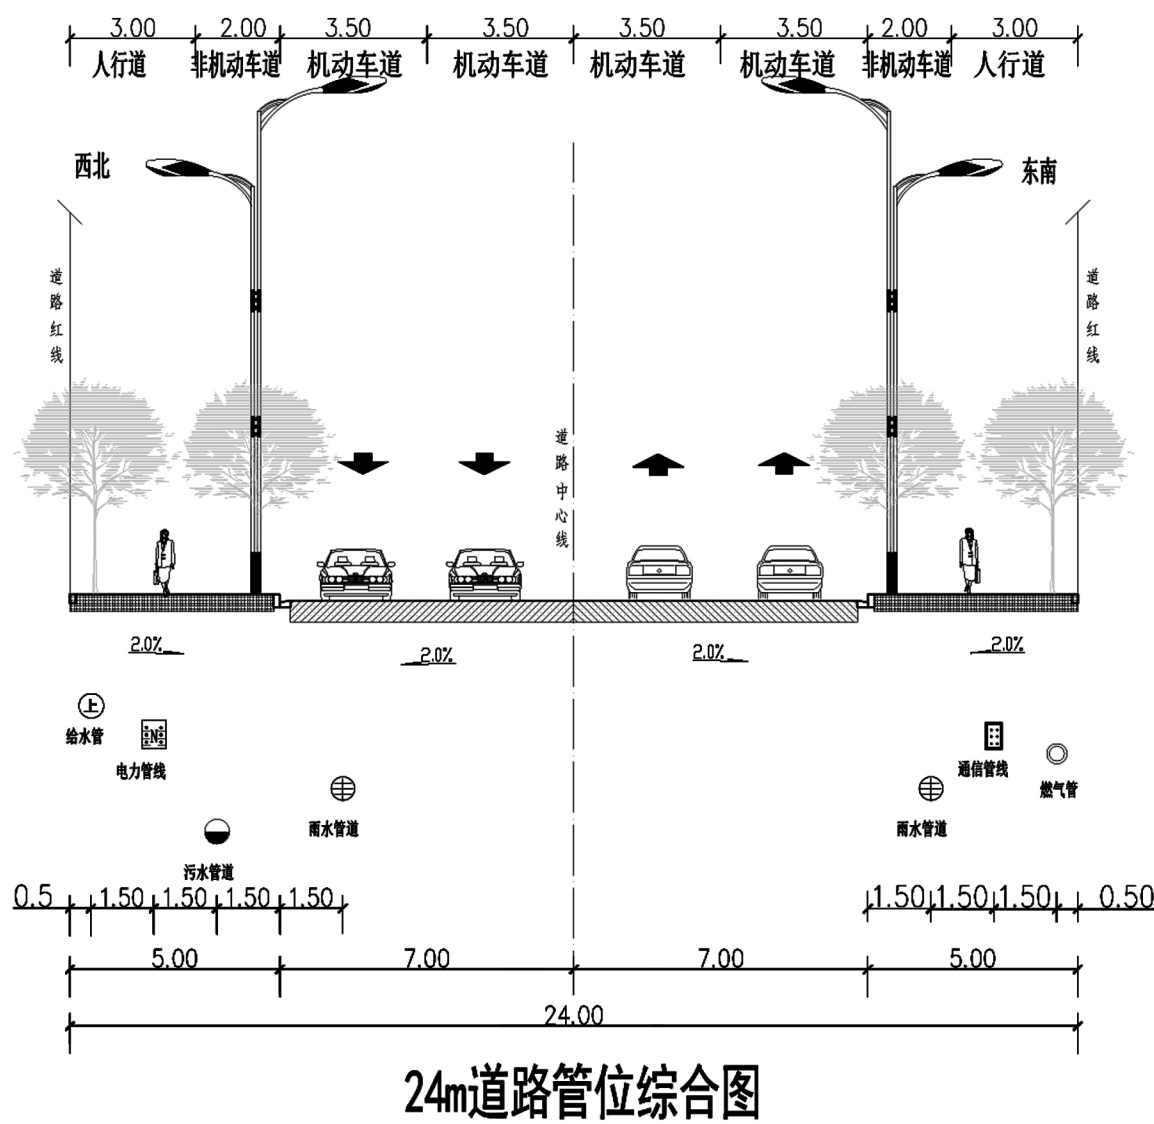 3.00 2.00 3.50 3.50 3.50 3.50 2.00 3.00
人行道 非机动车道 机动车道 机动车道 机动车道 机动车道 非机动车道 人行道
西北
东南
道路红线
道路红线
道路中心线
2.0% 2.0% 2.0% 2.0%
上
给水管
N
电力管线
通信管线
燃气管
雨水管道
雨水管道
污水管道
0.5 1.50 1.50 1.50 1.50 1.50 1.50 1.50 0.50
5.00 7.00 7.00 5.00
24.00
24m道路管位综合图